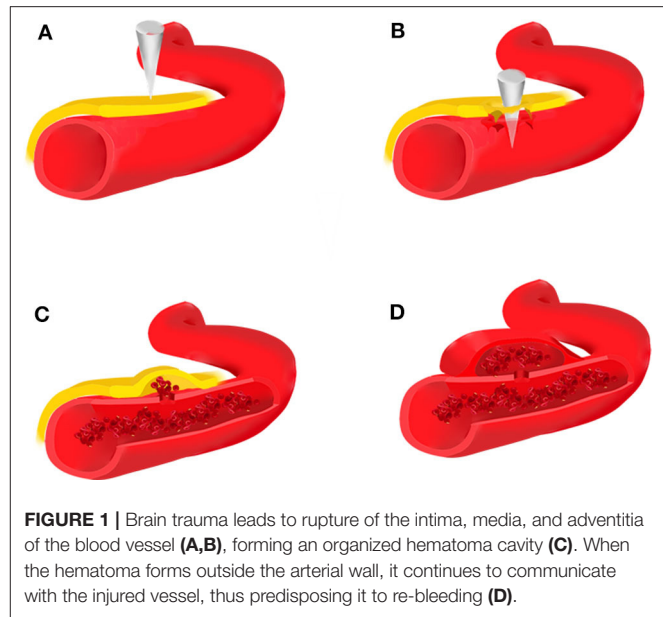 A
B
C
D
FIGURE 1 | Brain trauma leads to rupture of the intima, media, and adventitia
of the blood vessel (A,B), forming an organized hematoma cavity (C). When
the hematoma forms outside the arterial wall, it continues to communicate
with the injured vessel, thus predisposing it to re-bleeding (D).